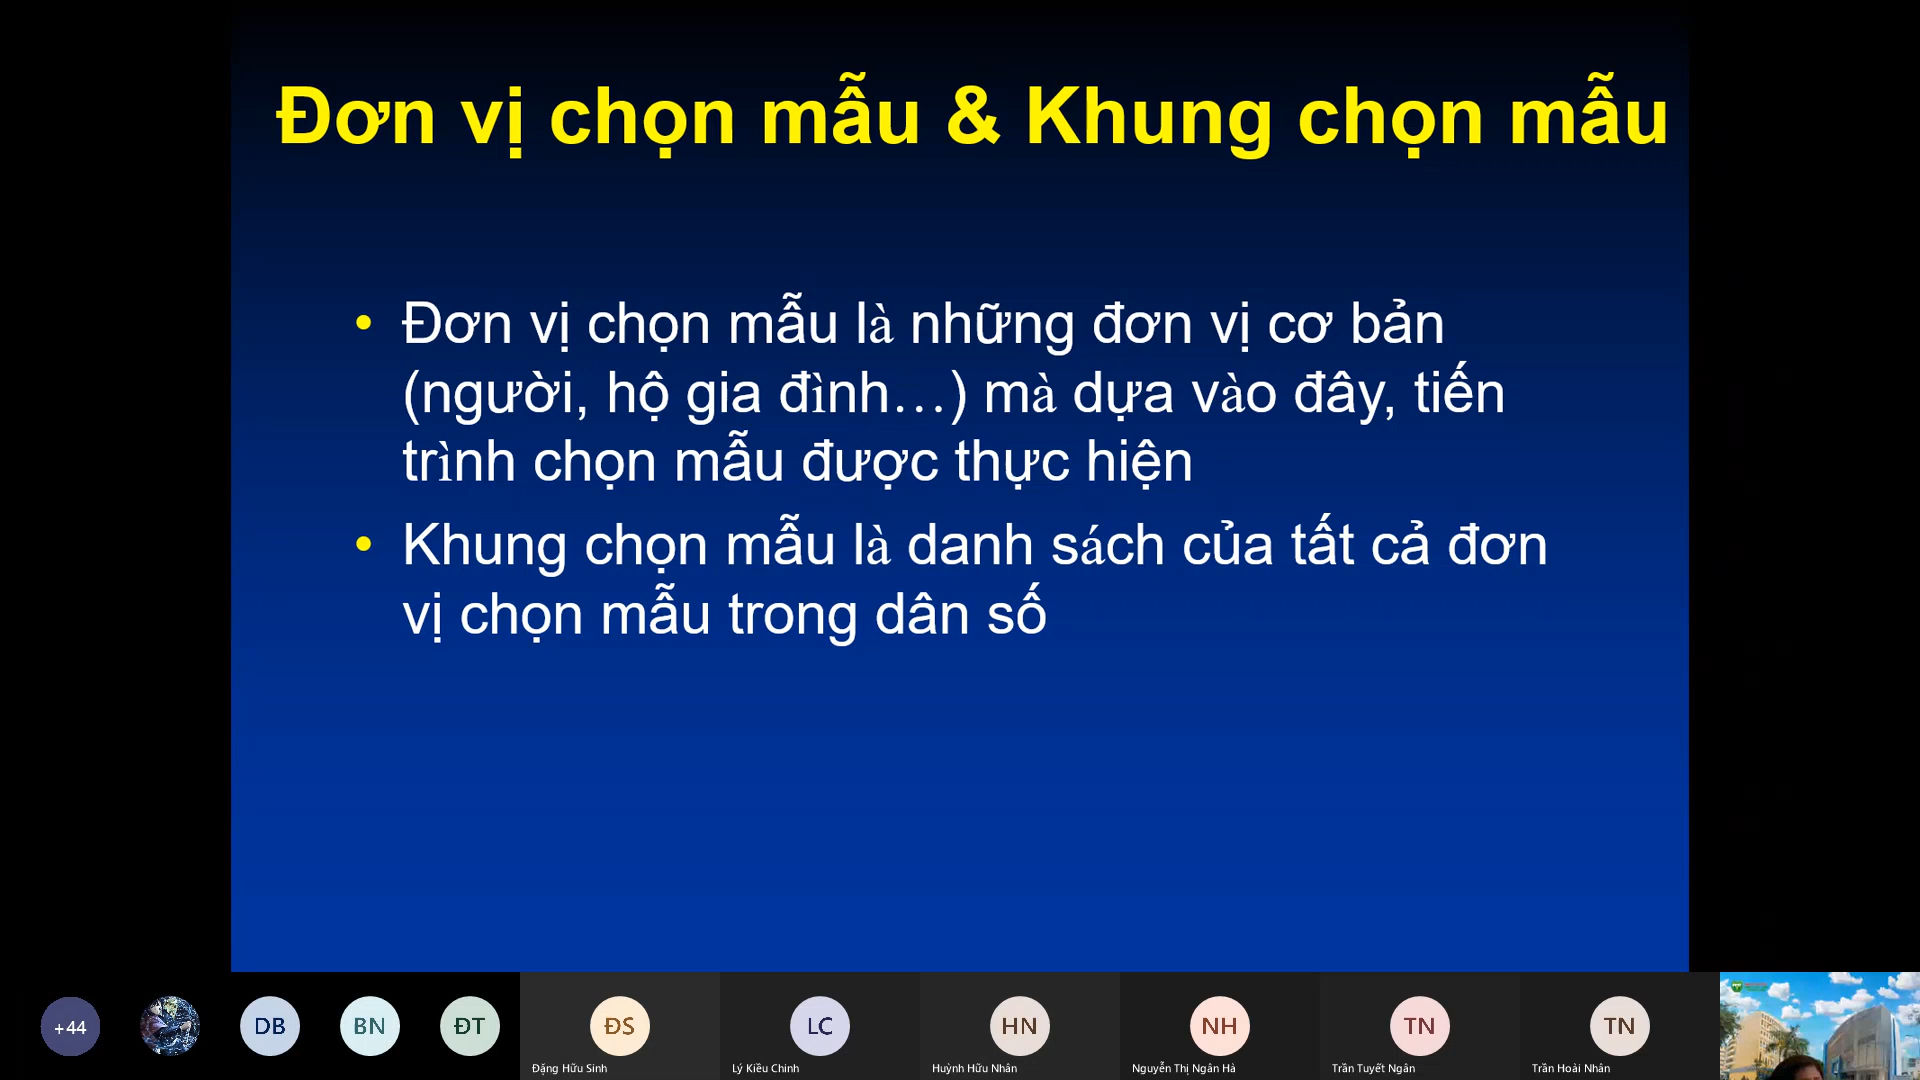 Đơn vị chọn mẫu & Khung chọn mẫu
• Đơn vị chọn mẫu là những đơn vị cơ bản
(người, hộ gia đình…) mà dựa vào đây, tiến
trình chọn mẫu được thực hiện
• Khung chọn mẫu là danh sách của tất cả đơn
vị chọn mẫu trong dân số
+44
DB
BN
ĐT
ĐS
LC
HN
NH
TN
TN
Đặng Hữu Sinh
Lý Kiều Chinh
Huỳnh Hữu Nhân
Nguyễn Thị Ngân Hà
Trần Tuyết Ngân
Trần Hoài Nhân